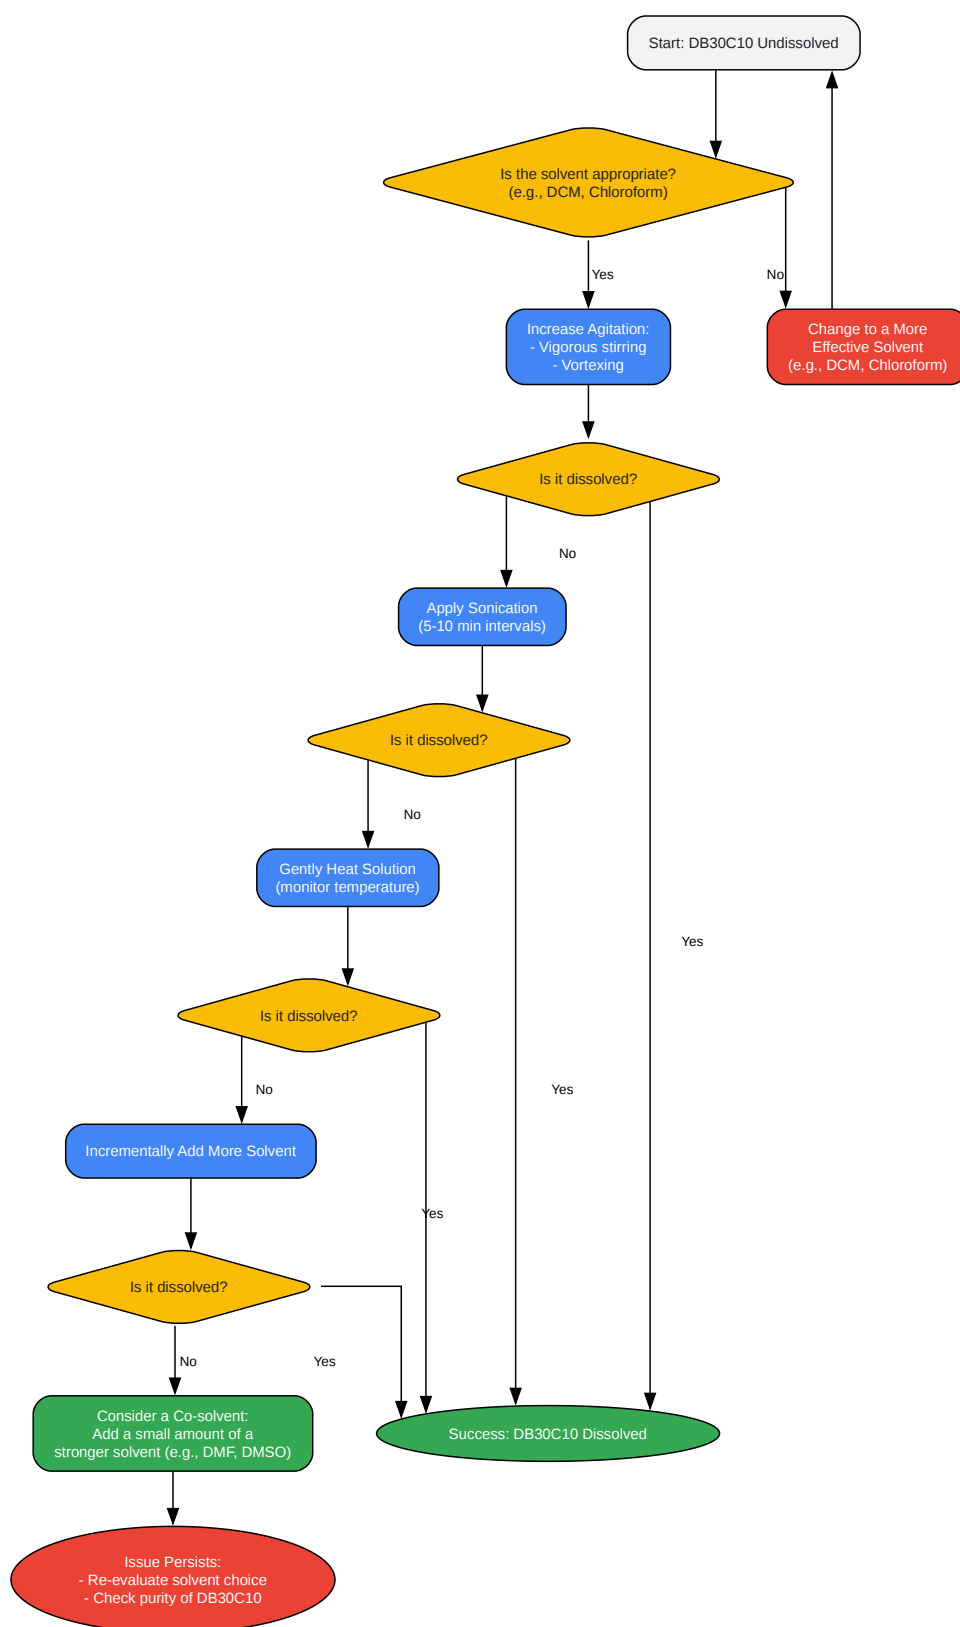 Start: DB30C10 Undissolved
Is the solvent appropriate?
(e.g., DCM, Chloroform)
Yes
No
Increase Agitation:
- Vigorous stirring
- Vortexing
Change to a More
Effective Solvent
(e.g., DCM, Chloroform)
Is it dissolved?
No
Apply Sonication
(5-10 min intervals)
Is it dissolved?
No
Gently Heat Solution
(monitor temperature)
Yes
Is it dissolved?
No
Yes
Incrementally Add More Solvent
Yes
Is it dissolved?
No
Yes
Consider a Co-solvent:
Add a small amount of a
stronger solvent (e.g., DMF, DMSO)
Success: DB30C10 Dissolved
Issue Persists:
- Re-evaluate solvent choice
- Check purity of DB30C10